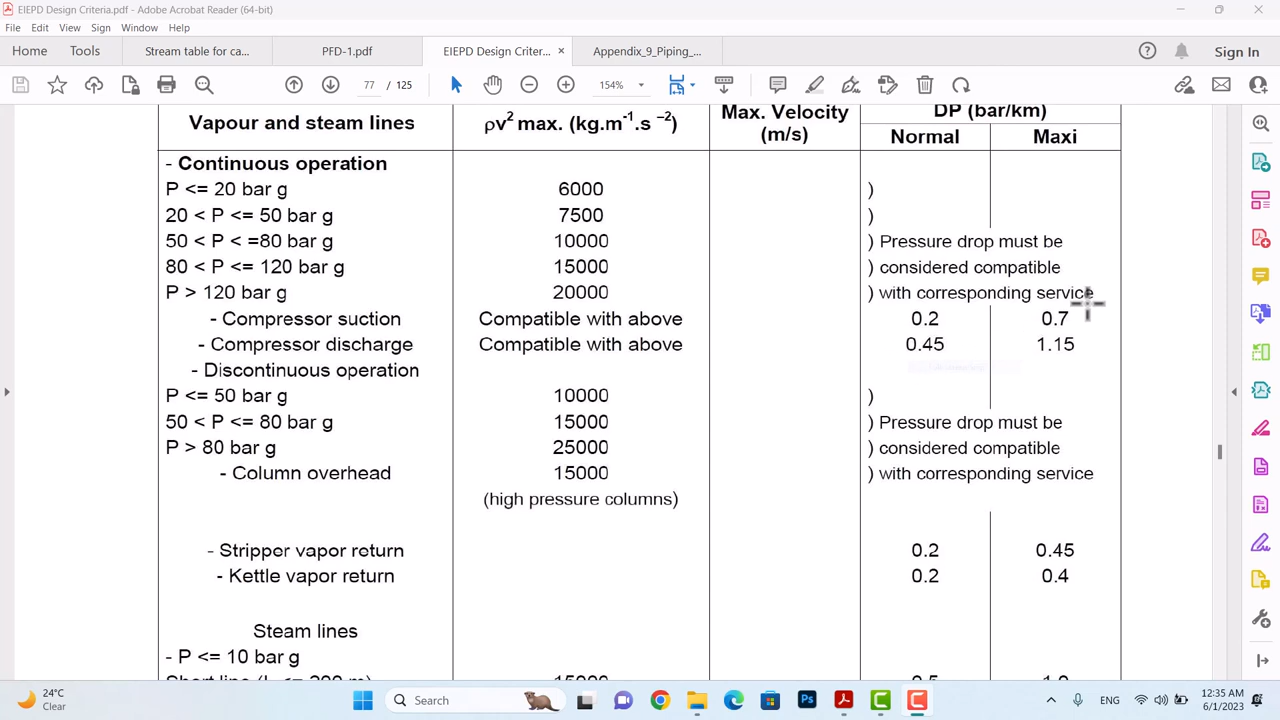 EIEPD Design Criteria.pdf - Adobe Acrobat Reader (64-bit)
File Edit View Sign Window Help
Home Tools Stream table for ca... PFD-1.pdf EIEPD Design Criter... × Appendix_9_Piping_... Sign In
77 / 125 154%
Vapour and steam lines ρv² max. (kg.m⁻¹.s⁻²) Max. Velocity (m/s) DP (bar/km)
Normal Maxi
- Continuous operation
P <= 20 bar g 6000 )
20 < P <= 50 bar g 7500 )
50 < P < =80 bar g 10000 ) Pressure drop must be
80 < P <= 120 bar g 15000 ) considered compatible
P > 120 bar g 20000 ) with corresponding service
- Compressor suction Compatible with above 0.2 0.7
- Compressor discharge Compatible with above 0.45 1.15
- Discontinuous operation
P <= 50 bar g 10000 )
50 < P <= 80 bar g 15000 ) Pressure drop must be
P > 80 bar g 25000 ) considered compatible
- Column overhead 15000 ) with corresponding service
(high pressure columns)
- Stripper vapor return 0.2 0.45
- Kettle vapor return 0.2 0.4
Steam lines
- P <= 10 bar g
24°C
Clear
Search
ENG
12:35 AM
6/1/2023